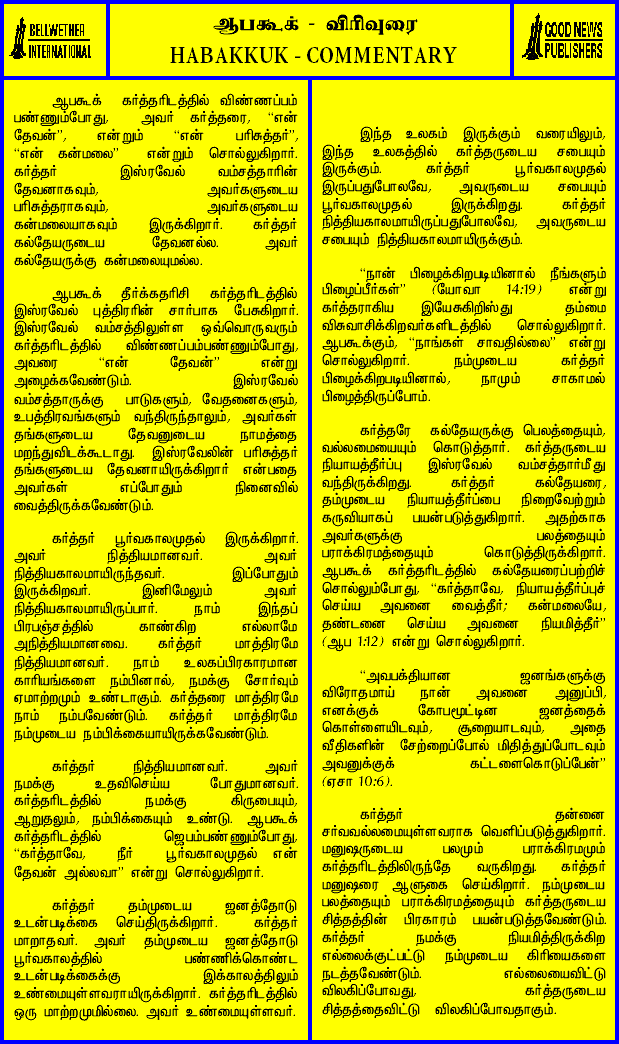 BELLWETHER
INTERNATIONAL
ஆபகூக் - விரிவுரை
HABAKKUK - COMMENTARY
GOOD NEWS
PUBLISHERS
ஆபகூக் கர்த்தரிடத்தில் விண்ணப்பம்
பண்ணும்போது, அவர் கர்த்தரை, “என்
தேவன்”, என்றும் “என் பரிசுத்தர்”,
“என் கன்மலை” என்றும் சொல்லுகிறார்.
கர்த்தர் இஸ்ரவேல் வம்சத்தாரின்
தேவனாகவும், அவர்களுடைய
பரிசுத்தராகவும், அவர்களுடைய
கன்மலையாகவும் இருக்கிறார். கர்த்தர்
கல்தேயருடைய தேவனல்ல. அவர்
கல்தேயருக்கு கன்மலையுமல்ல.
ஆபகூக் தீர்க்கதரிசி கர்த்தரிடத்தில்
இஸ்ரவேல் புத்திரரின் சார்பாக பேசுகிறார்.
இஸ்ரவேல் வம்சத்திலுள்ள ஒவ்வொருவரும்
கர்த்தரிடத்தில் விண்ணப்பம்பண்ணும்போது,
அவரை “என் தேவன்” என்று
அழைக்கவேண்டும். இஸ்ரவேல்
வம்சத்தாருக்கு பாடுகளும், வேதனைகளும்,
உபத்திரவங்களும் வந்திருந்தாலும், அவர்கள்
தங்களுடைய தேவனுடைய நாமத்தை
மறந்துவிடக்கூடாது. இஸ்ரவேலின் பரிசுத்தர்
தங்களுடைய தேவனாயிருக்கிறார் என்பதை
அவர்கள் எப்போதும் நினைவில்
வைத்திருக்கவேண்டும்.
கர்த்தர் பூர்வகாலமுதல் இருக்கிறார்.
அவர் நித்தியமானவர். அவர்
நித்தியகாலமாயிருந்தவர். இப்போதும்
இருக்கிறவர். இனிமேலும் அவர்
நித்தியகாலமாயிருப்பார். நாம் இந்தப்
பிரபஞ்சத்தில் காண்கிற எல்லாமே
அநித்தியமானவை. கர்த்தர் மாத்திரமே
நித்தியமானவர். நாம் உலகப்பிரகாரமான
காரியங்களை நம்பினால், நமக்கு சோர்வும்
ஏமாற்றமும் உண்டாகும். கர்த்தரை மாத்திரமே
நாம் நம்பவேண்டும். கர்த்தர் மாத்திரமே
நம்முடைய நம்பிக்கையாயிருக்கவேண்டும்.
கர்த்தர் நித்தியமானவர். அவர்
நமக்கு உதவிசெய்ய போதுமானவர்.
கர்த்தரிடத்தில் நமக்கு கிருபையும்,
ஆறுதலும், நம்பிக்கையும் உண்டு. ஆபகூக்
கர்த்தரிடத்தில் ஜெபம்பண்ணும்போது,
“கர்த்தாவே, நீர் பூர்வகாலமுதல் என்
தேவன் அல்லவா” என்று சொல்லுகிறார்.
கர்த்தர் தம்முடைய ஜனத்தோடு
உடன்படிக்கை செய்திருக்கிறார். கர்த்தர்
மாறாதவர். அவர் தம்முடைய ஜனத்தோடு
பூர்வகாலத்தில் பண்ணிக்கொண்ட
உடன்படிக்கைக்கு இக்காலத்திலும்
உண்மையுள்ளவராயிருக்கிறார். கர்த்தரிடத்தில்
ஒரு மாற்றமுமில்லை. அவர் உண்மையுள்ளவர்.
இந்த உலகம் இருக்கும் வரையிலும்,
இந்த உலகத்தில் கர்த்தருடைய சபையும்
இருக்கும். கர்த்தர் பூர்வகாலமுதல்
இருப்பதுபோலவே, அவருடைய சபையும்
பூர்வகாலமுதல் இருக்கிறது. கர்த்தர்
நித்தியகாலமாயிருப்பதுபோலவே, அவருடைய
சபையும் நித்தியகாலமாயிருக்கும்.
“நான் பிழைக்கிறபடியினால் நீங்களும்
பிழைப்பீர்கள்” (யோவா 14:19) என்று
கர்த்தராகிய இயேசுகிறிஸ்து தம்மை
விசுவாசிக்கிறவர்களிடத்தில் சொல்லுகிறார்.
ஆபகூக்கும், “நாங்கள் சாவதில்லை” என்று
சொல்லுகிறார். நம்முடைய கர்த்தர்
பிழைக்கிறபடியினால், நாமும் சாகாமல்
பிழைத்திருப்போம்.
கர்த்தரே கல்தேயருக்கு பெலத்தையும்,
வல்லமையையும் கொடுத்தார். கர்த்தருடைய
நியாயத்தீர்ப்பு இஸ்ரவேல் வம்சத்தார்மீது
வந்திருக்கிறது. கர்த்தர் கல்தேயரை,
தம்முடைய நியாயத்தீர்ப்பை நிறைவேற்றும்
கருவியாகப் பயன்படுத்துகிறார். அதற்காக
அவர்களுக்கு பலத்தையும்
பராக்கிரமத்தையும் கொடுத்திருக்கிறார்.
ஆபகூக் கர்த்தரிடத்தில் கல்தேயரைப்பற்றிச்
சொல்லும்போது, “கர்த்தாவே, நியாயத்தீர்ப்புச்
செய்ய அவனை வைத்தீர்; கன்மலையே,
தண்டனை செய்ய அவனை நியமித்தீர்”
(ஆப 1:12) என்று சொல்லுகிறார்.
“அவபக்தியான ஜனங்களுக்கு
விரோதமாய் நான் அவனை அனுப்பி,
எனக்குக் கோபமூட்டின ஜனத்தைக்
கொள்ளையிடவும், சூறையாடவும், அதை
வீதிகளின் சேற்றைப்போல் மிதித்துப்போடவும்
அவனுக்குக் கட்டளைகொடுப்பேன்”
(ஏசா 10:6).
கர்த்தர் தன்னை
சர்வவல்லமையுள்ளவராக வெளிப்படுத்துகிறார்.
மனுஷருடைய பலமும் பராக்கிரமமும்
கர்த்தரிடத்திலிருந்தே வருகிறது. கர்த்தர்
மனுஷரை ஆளுகை செய்கிறார். நம்முடைய
பலத்தையும் பராக்கிரமத்தையும் கர்த்தருடைய
சித்தத்தின் பிரகாரம் பயன்படுத்தவேண்டும்.
கர்த்தர் நமக்கு நியமித்திருக்கிற
எல்லைக்குட்பட்டு நம்முடைய கிரியைகளை
நடத்தவேண்டும். எல்லையைவிட்டு
விலகிப்போவது, கர்த்தருடைய
சித்தத்தைவிட்டு விலகிப்போவதாகும்.